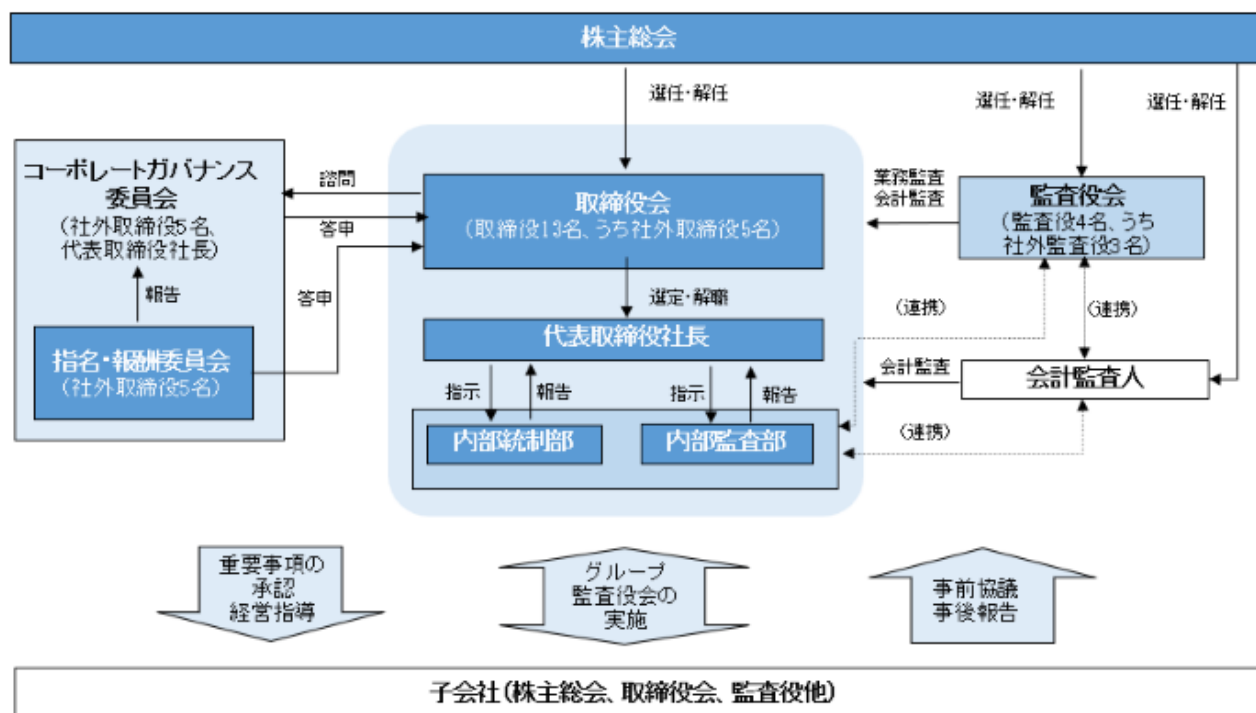 株主総会
選任・解任
選任・解任
選任・解任
コーポレートガバナンス
委員会
(社外取締役5名、
代表取締役社長)
諮問
答申
答申
報告
指名・報酬委員会
(社外取締役5名)
取締役会
(取締役13名、うち社外取締役5名)
選定・解職
代表取締役社長
指示
報告
指示
報告
内部統制部
内部監査部
業務監査
会計監査
監査役会
(監査役4名、うち
社外監査役3名)
(連携)
(連携)
会計監査
会計監査人
(連携)
重要事項の
承認
経営指導
グループ
監査役会の
実施
事前協議
事後報告
子会社(株主総会、取締役会、監査役他)